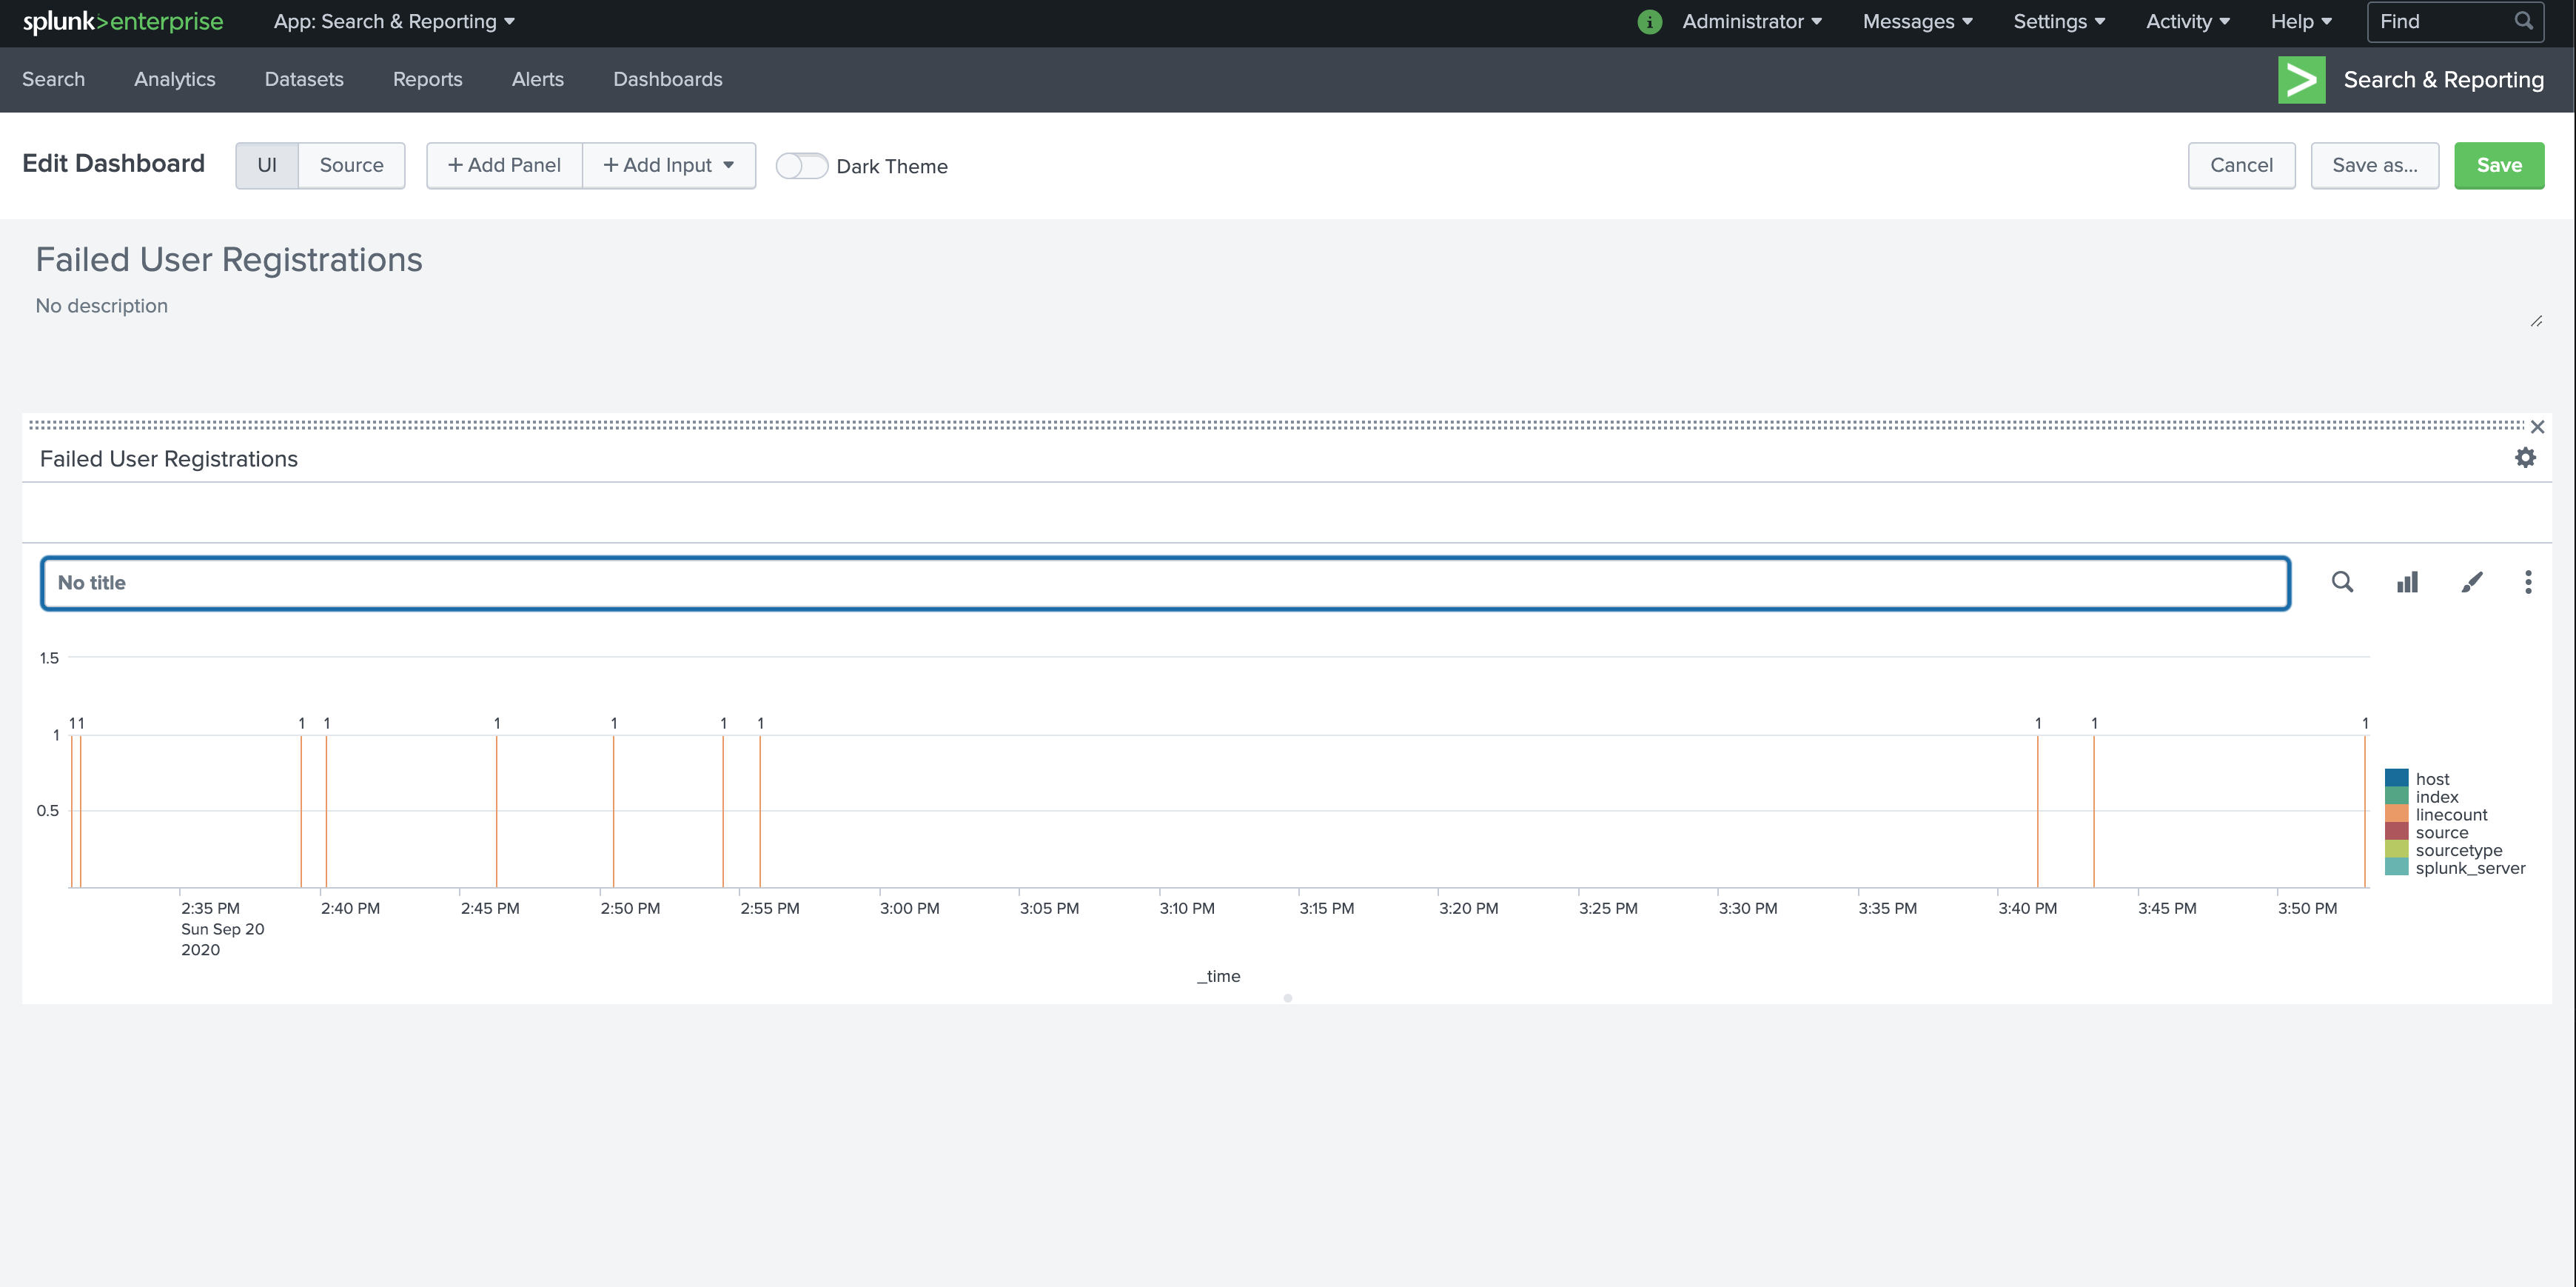 splunk>enterprise App: Search & Reporting i Administrator Messages Settings Activity Help Find
Search Analytics Datasets Reports Alerts Dashboards Search & Reporting
Edit Dashboard UI Source + Add Panel + Add Input Dark Theme Cancel Save as... Save
Failed User Registrations
No description
Failed User Registrations
No title
1.5
1 1 1 1 1 1 1 1 1 1 1
1
0.5
host
index
linecount
source
sourcetype
splunk_server
2:35 PM 2:40 PM 2:45 PM 2:50 PM 2:55 PM 3:00 PM 3:05 PM 3:10 PM 3:15 PM 3:20 PM 3:25 PM 3:30 PM 3:35 PM 3:40 PM 3:45 PM 3:50 PM
Sun Sep 20
2020
_time